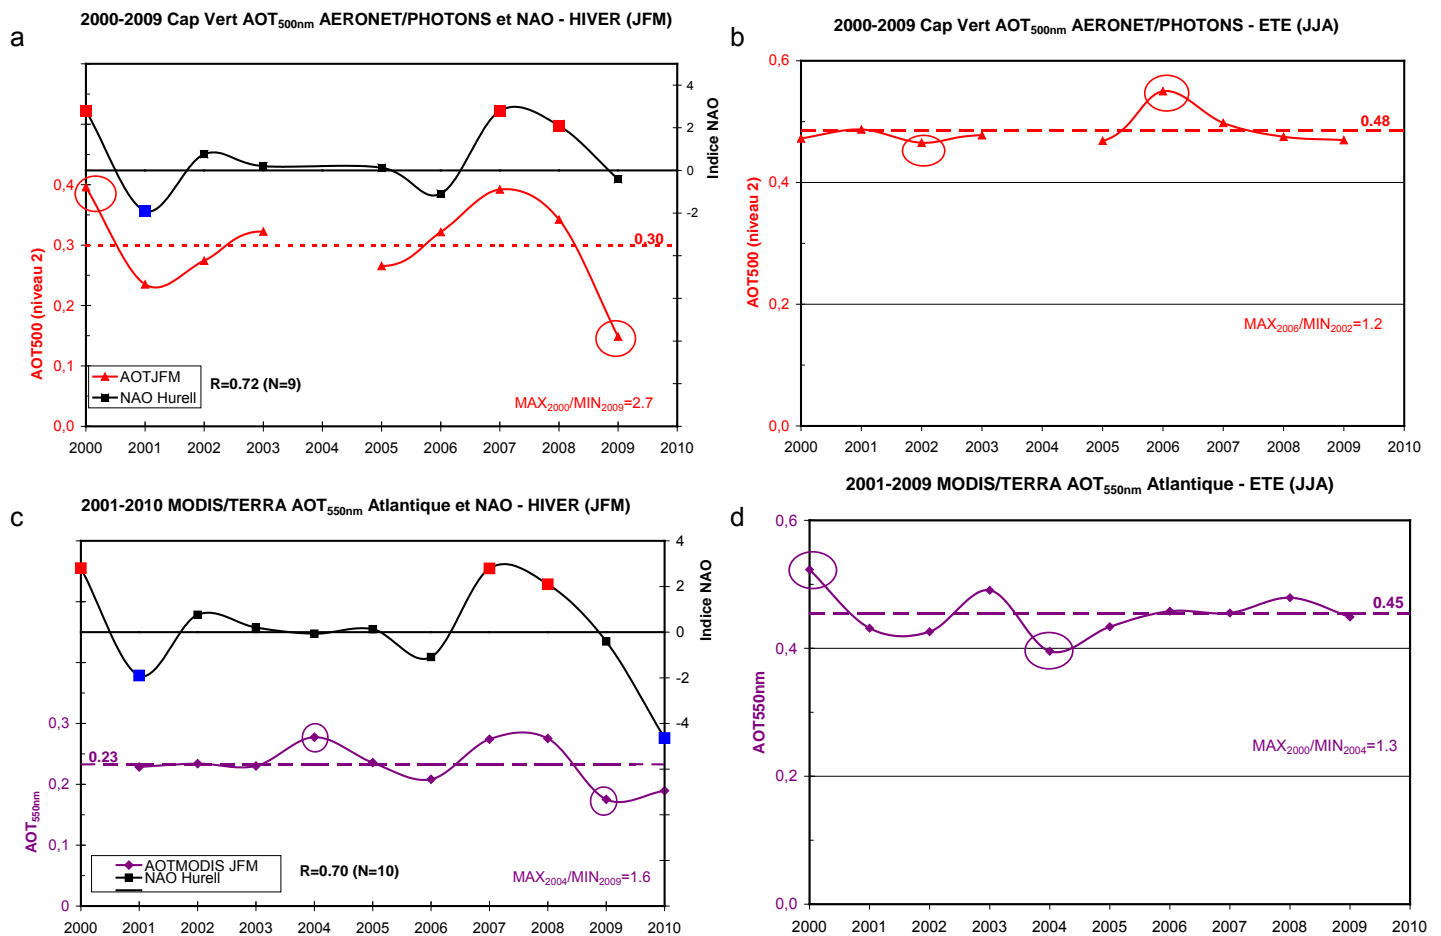 a
2000-2009 Cap Vert AOT500nm AERONET/PHOTONS et NAO - HIVER (JFM)
4
2
0
-2
Indice NAO
0,4
0.3
0,2
0,1
0,0
AOT500 (niveau 2)
0.30
AOTJFM
NAO Hurell
R=0.72 (N=9)
MAX2000/MIN2009=2.7
2000 2001 2002 2003 2004 2005 2006 2007 2008 2009 2010
b
2000-2009 Cap Vert AOT500nm AERONET/PHOTONS - ETE (JJA)
0,6
0,4
0,2
0,0
AOT500 (niveau 2)
0.48
MAX2006/MIN2002=1.2
2000 2001 2002 2003 2004 2005 2006 2007 2008 2009 2010
c
2001-2010 MODIS/TERRA AOT550nm Atlantique et NAO - HIVER (JFM)
4
2
0
-2
-4
Indice NAO
0,3
0,2
0,1
0
AOT550nm
0.23
AOTMODIS JFM
NAO Hurell
R=0.70 (N=10)
MAX2004/MIN2009=1.6
2000 2001 2002 2003 2004 2005 2006 2007 2008 2009 2010
d
2001-2009 MODIS/TERRA AOT550nm Atlantique - ETE (JJA)
0,6
0,4
0,2
0,0
AOT550nm
0.45
MAX2000/MIN2004=1.3
2000 2001 2002 2003 2004 2005 2006 2007 2008 2009 2010